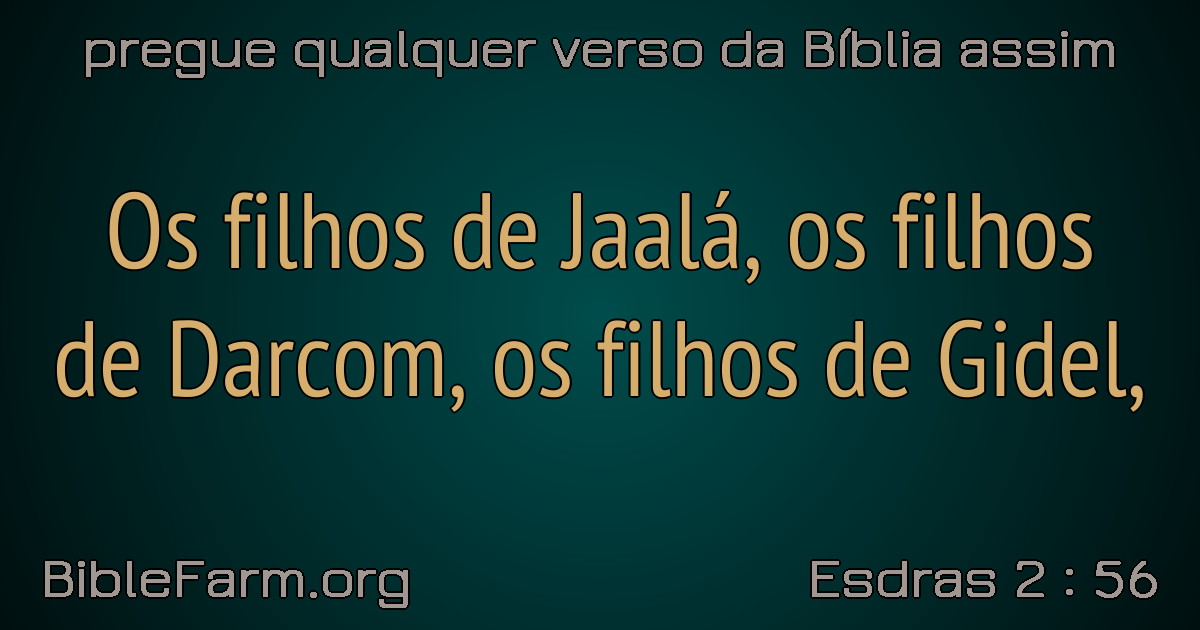 pregue qualquer verso da Bíblia assim
Os filhos de Jaalá, os filhos
de Darcom, os filhos de Gidel,
BibleFarm.org
Esdras 2 : 56